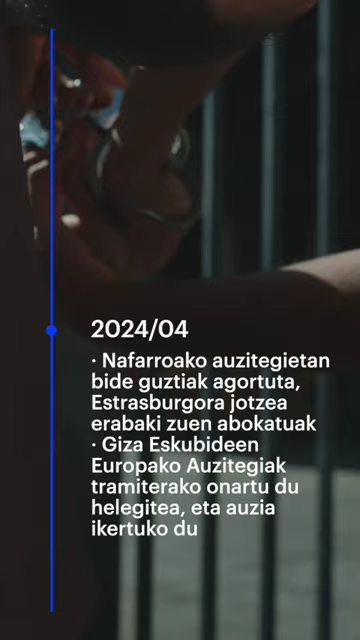 2024/04
· Nafarroako auzitegietan
bide guztiak agortuta,
Estrasburgora jotzea
erabaki zuen abokatuak
· Giza Eskubideen
Europako Auzitegiak
tramiterako onartu du
helegitea, eta auzia
ikertuko du